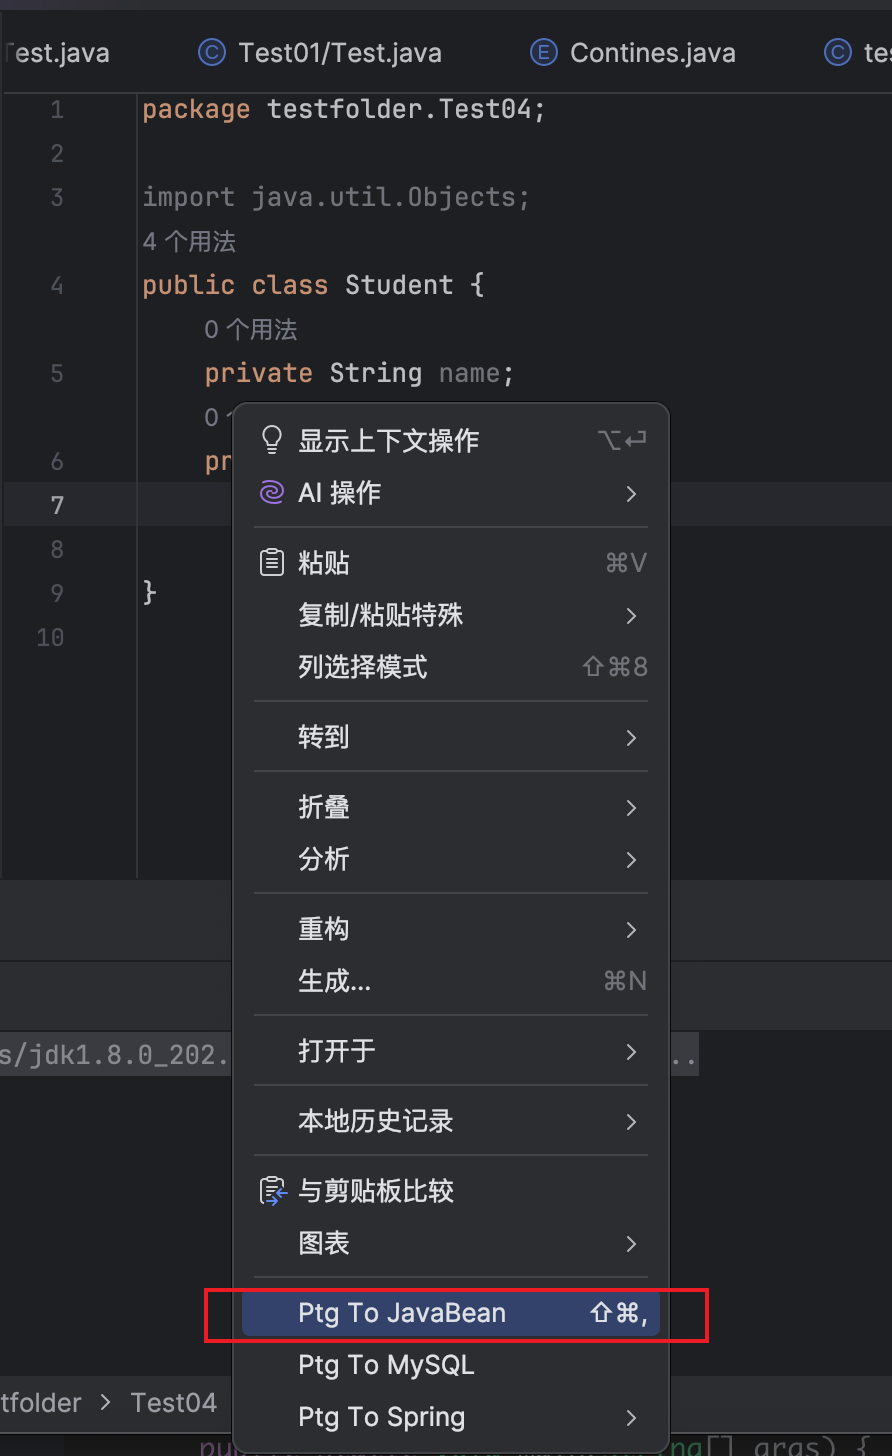 est.java Test01/Test.java Contines.java
1 package testfolder.Test04;
2
3 import java.util.Objects;
4 个用法
4 public class Student {
0 个用法
5 private String name;
0
6 pr
7
8
9 }
10
显示上下文操作 ⌥⏎
AI 操作
粘贴 ⌘V
复制/粘贴特殊
列选择模式 ⇧⌘8
转到
折叠
分析
重构
生成... ⌘N
s/jdk1.8.0_202. ..
打开于
本地历史记录
与剪贴板比较
图表
Ptg To JavaBean ⇧⌘,
Ptg To MySQL
tfolder > Test04
Ptg To Spring